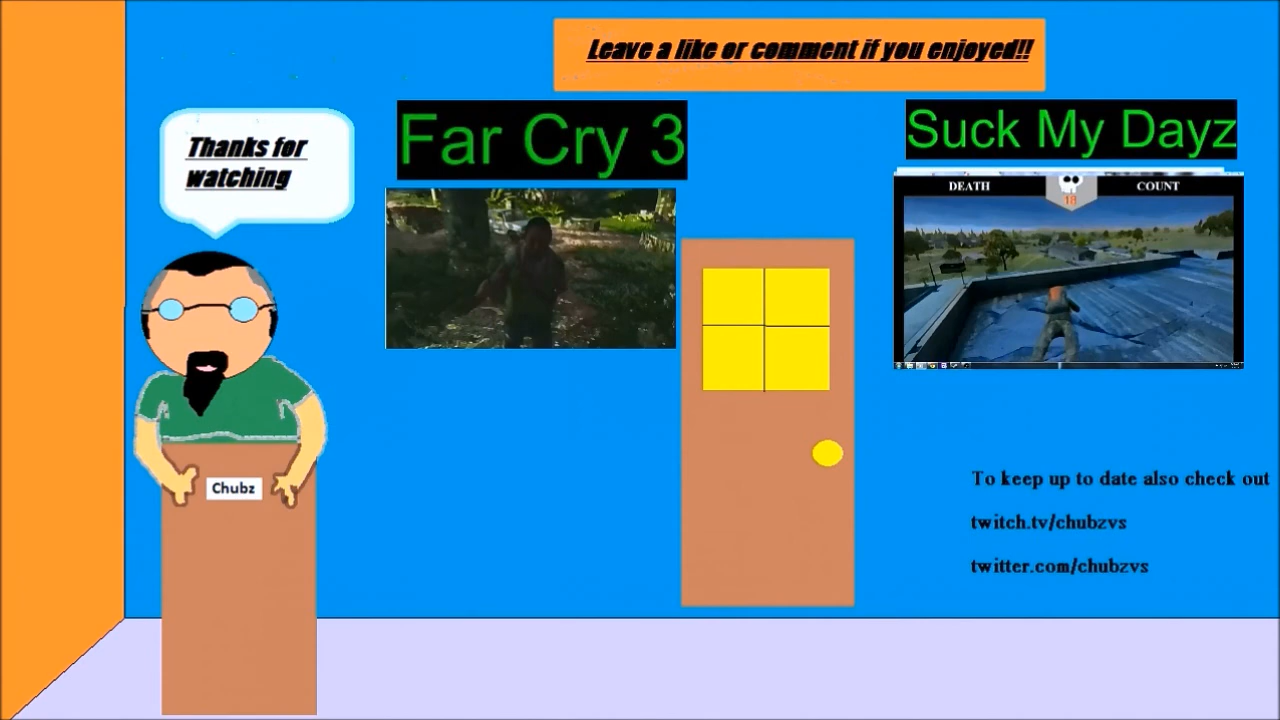 Leave a like or comment if you enjoyed!!
Thanks for
watching
Far Cry 3
Suck My Dayz
DEATH
18
COUNT
Chubz
To keep up to date also check out
twitch.tv/chubzvs
twitter.com/chubzvs